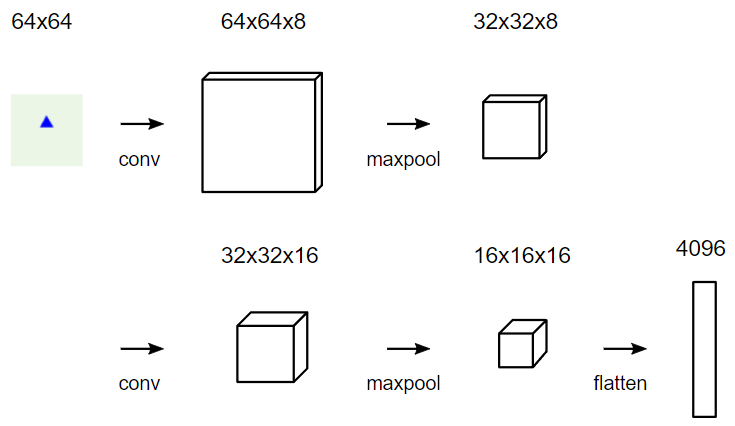 64x64
64x64x8
32x32x8
conv
maxpool
32x32x16
16x16x16
4096
conv
maxpool
flatten